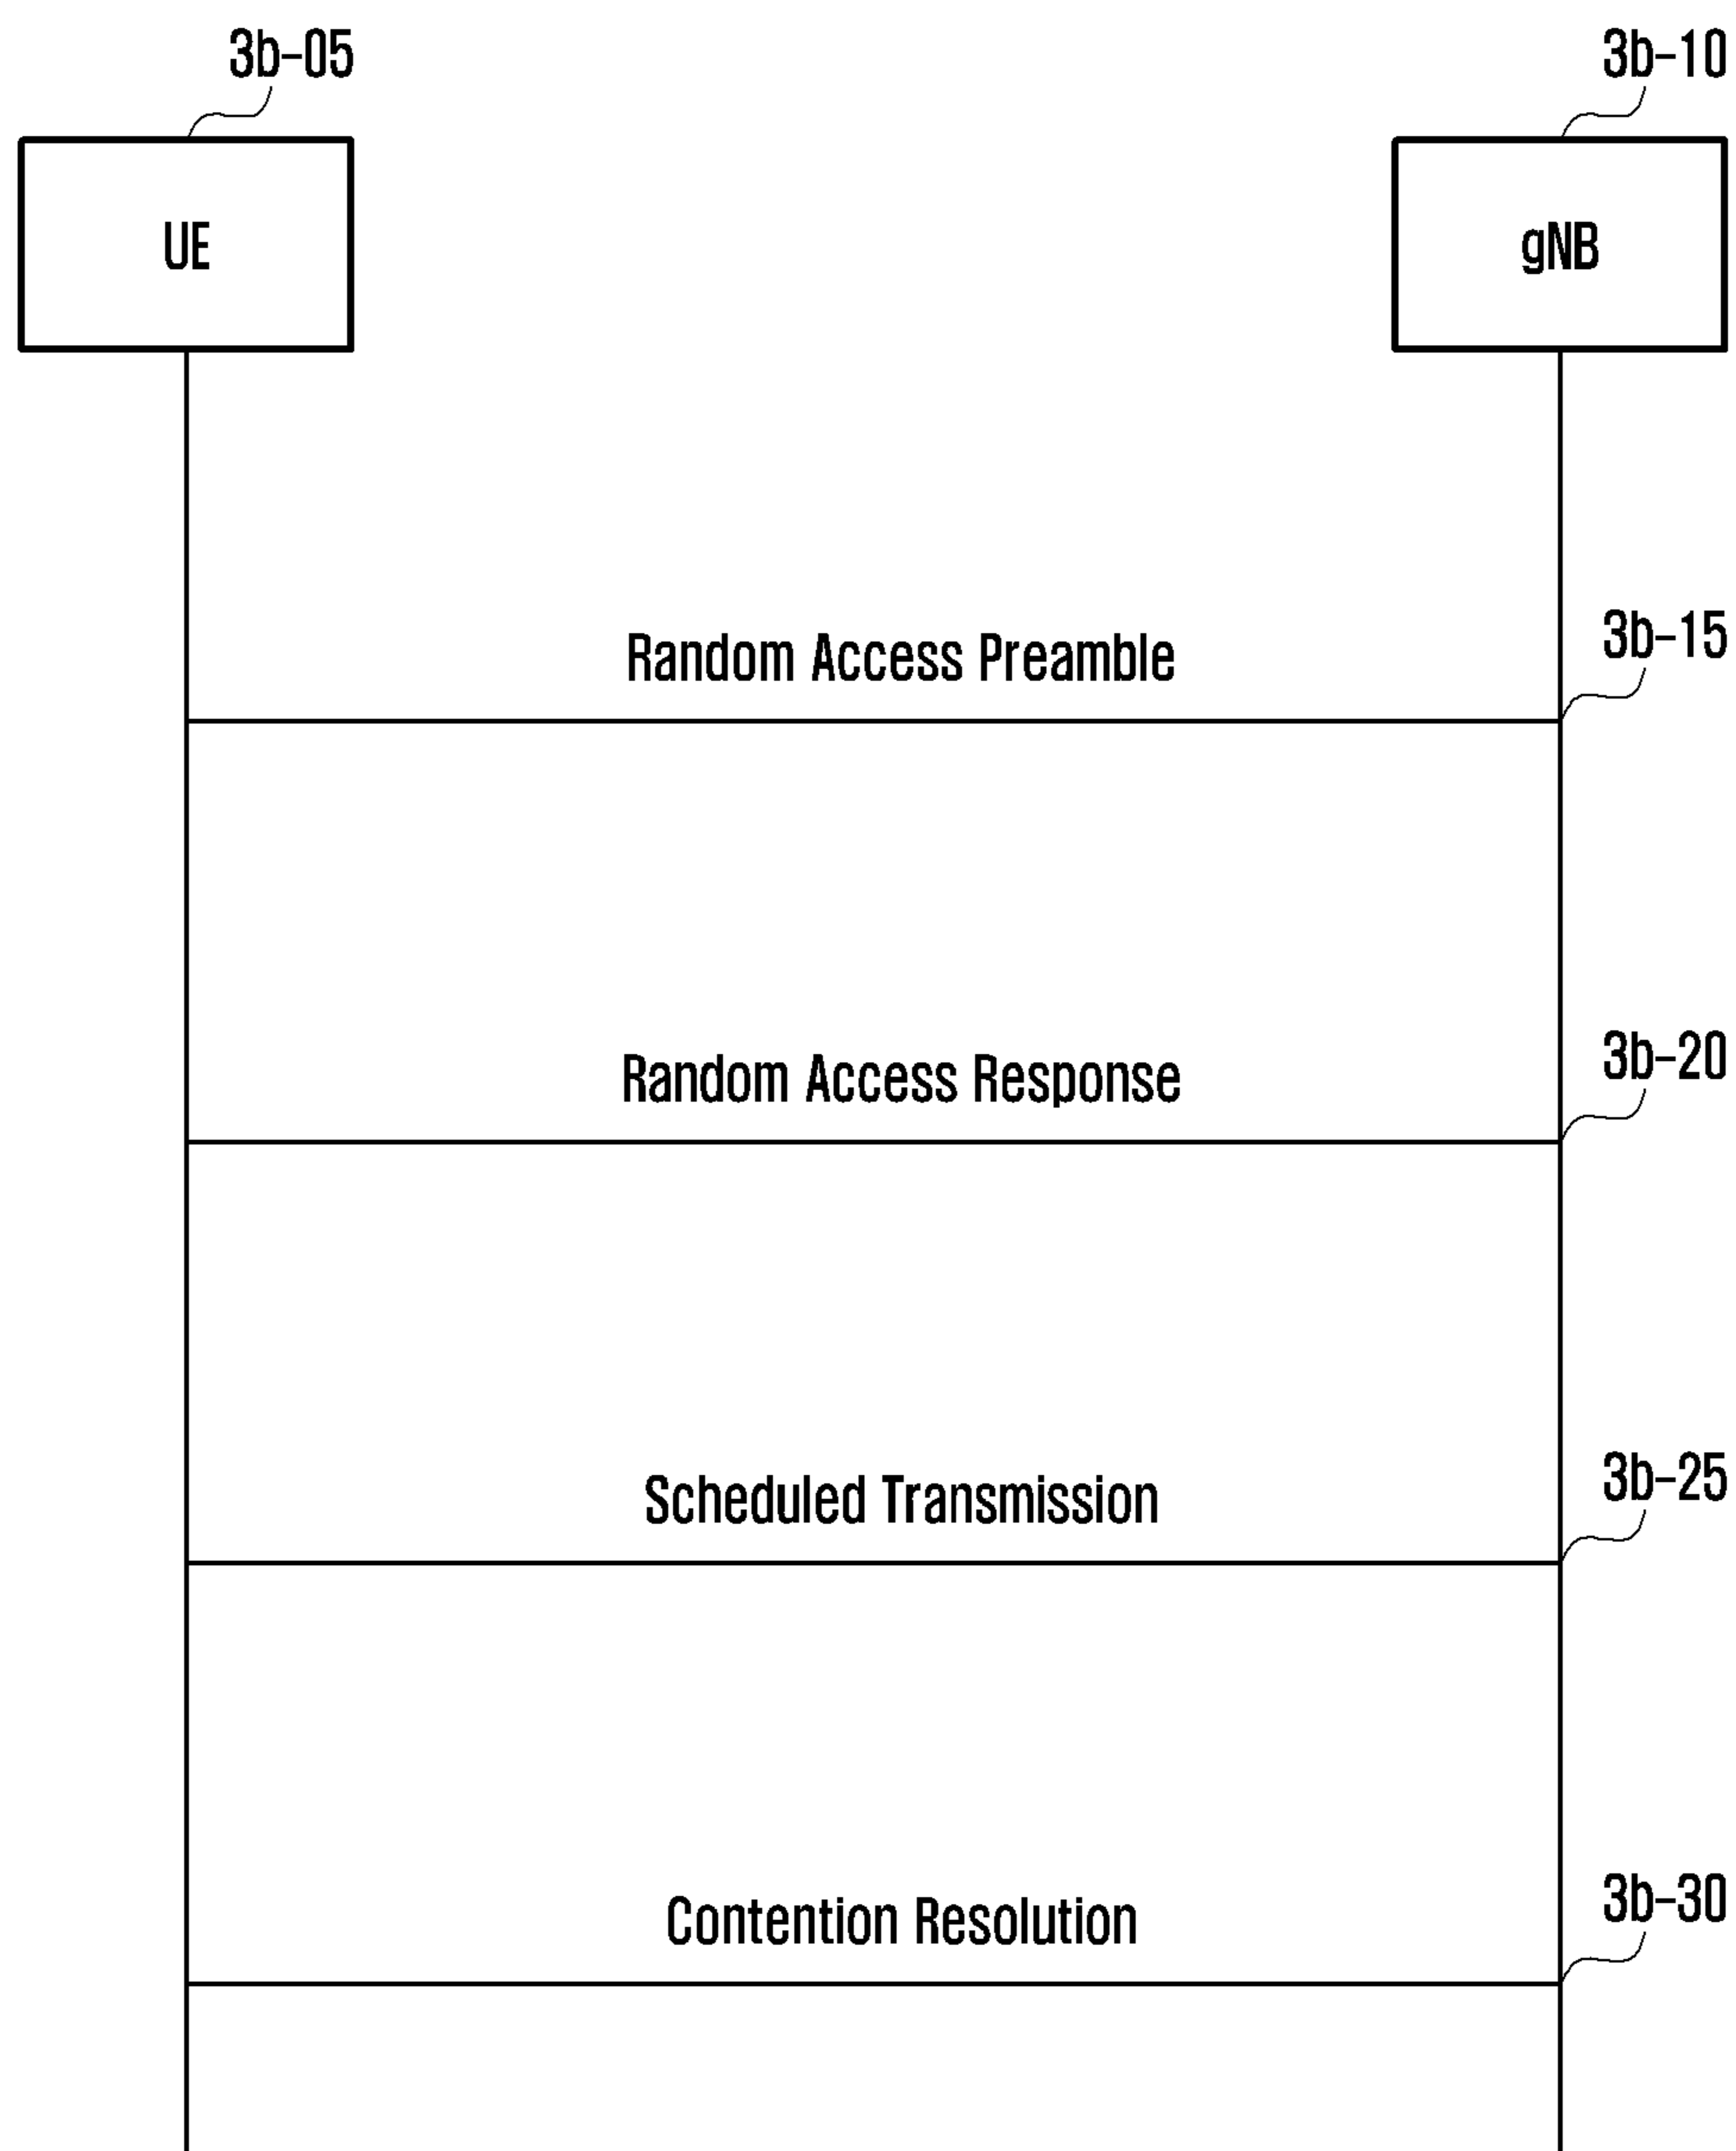 3b-05
3b-10
UE
gNB
Random Access Preamble
3b-15
Random Access Response
3b-20
Scheduled Transmission
3b-25
Contention Resolution
3b-30